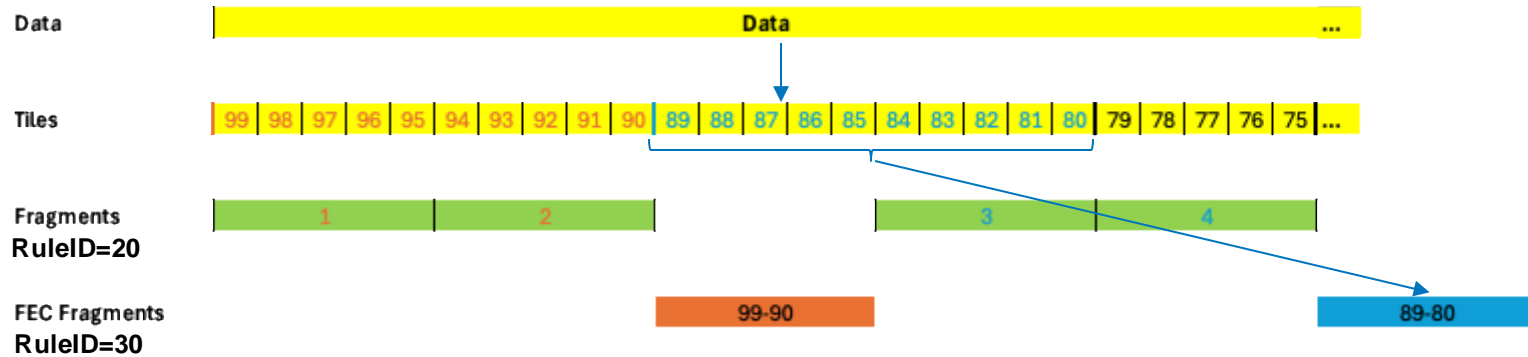 Data Data ...
Tiles 99 98 97 96 95 94 93 92 91 90 89 88 87 86 85 84 83 82 81 80 79 78 77 76 75 ...
Fragments 1 2 3 4
RuleID=20
FEC Fragments 99-90 89-80
RuleID=30